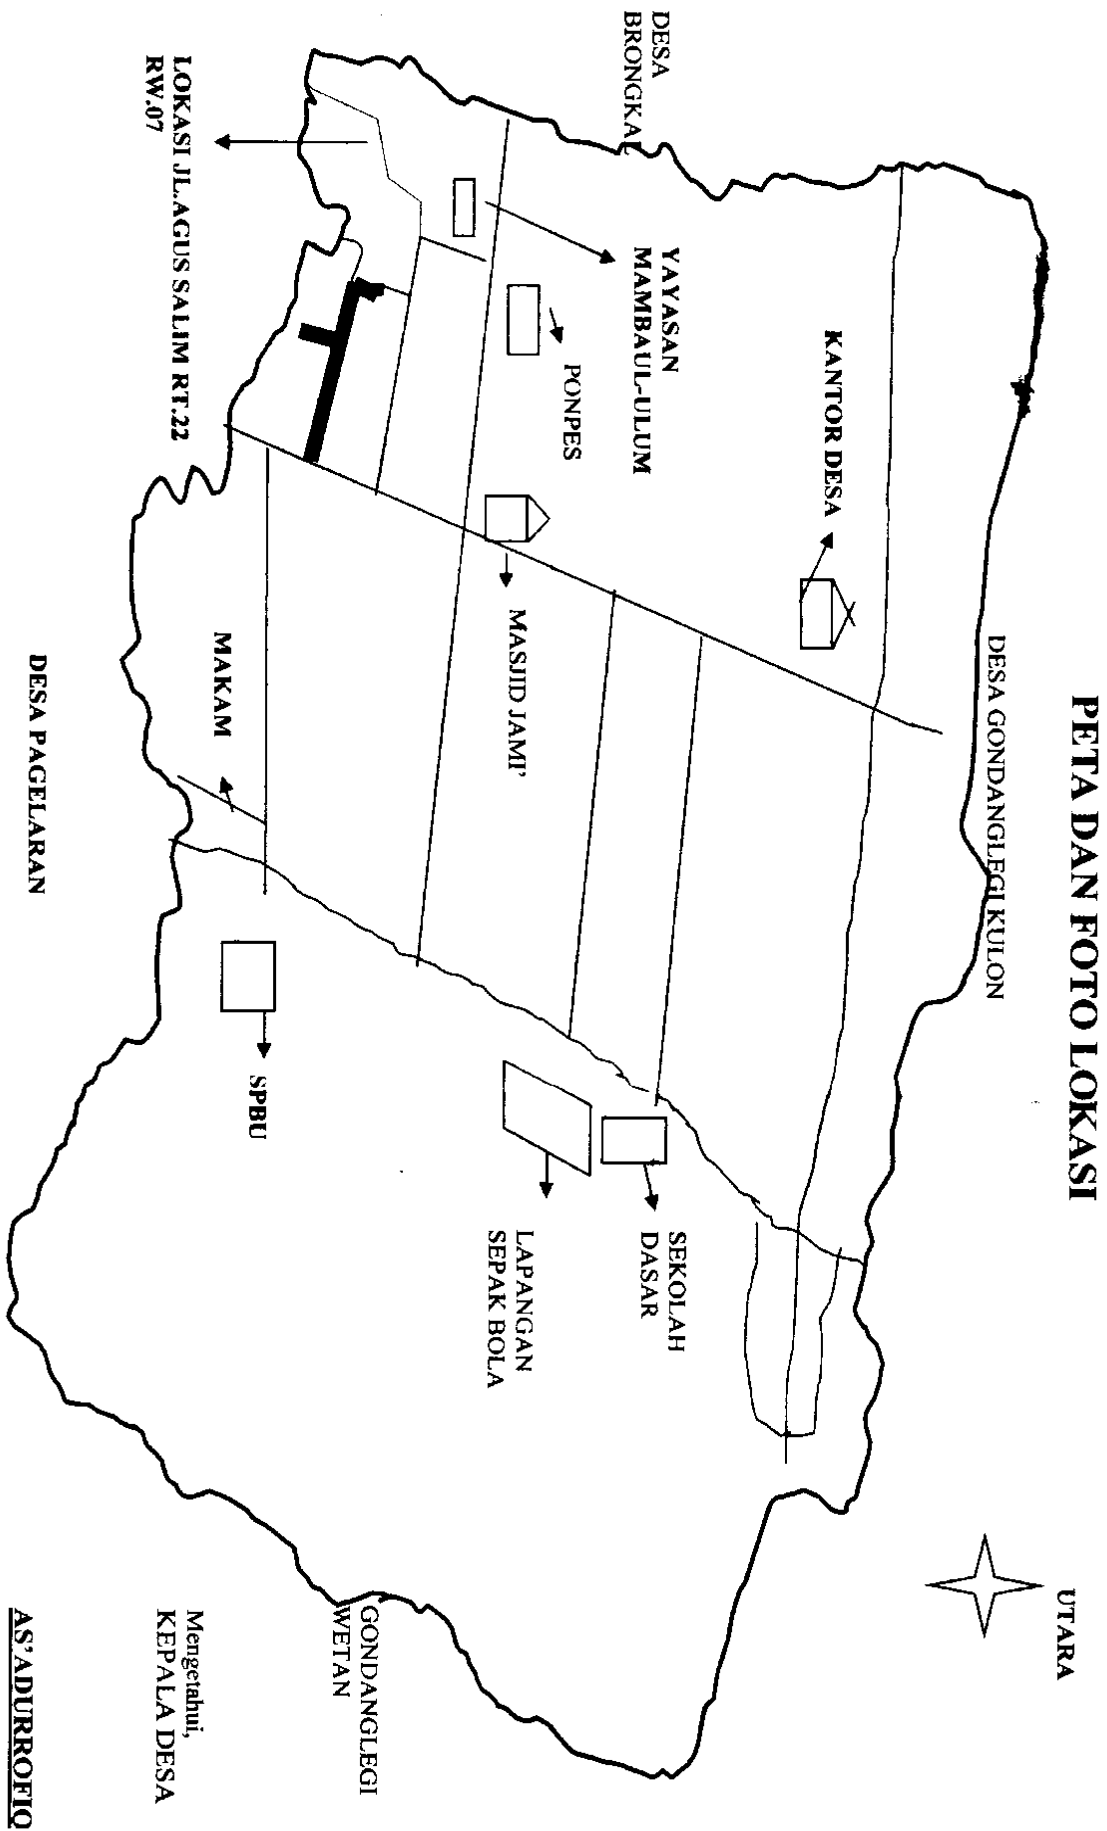 PETA DAN FOTO LOKASI
UTARA
DESA GONDANGLEGI KULON
KANTOR DESA
DESA
BRONGKAL
YAYASAN
MAMBAUL-ULUM
PONPES
MASJID JAMI'
SEKOLAH
DASAR
LAPANGAN
SEPAK BOLA
GONDANGLEGI
WETAN
SPBU
MAKAM
LOKASI JL.AGUS SALIM RT.22
RW.07
DESA PAGELARAN
Mengetahui,
KEPALA DESA
AS'ADURROFIQ